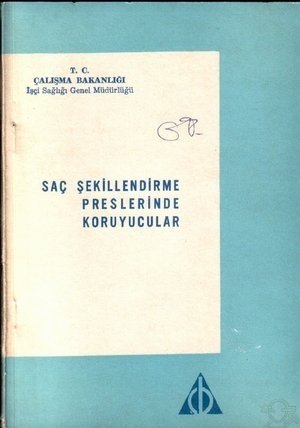 T. C.
ÇALIŞMA BAKANLIĞI
İşçi Sağlığı Genel Müdürlüğü
SAÇ ŞEKİLLENDİRME
PRESLERİNDE
KORUYUCULAR